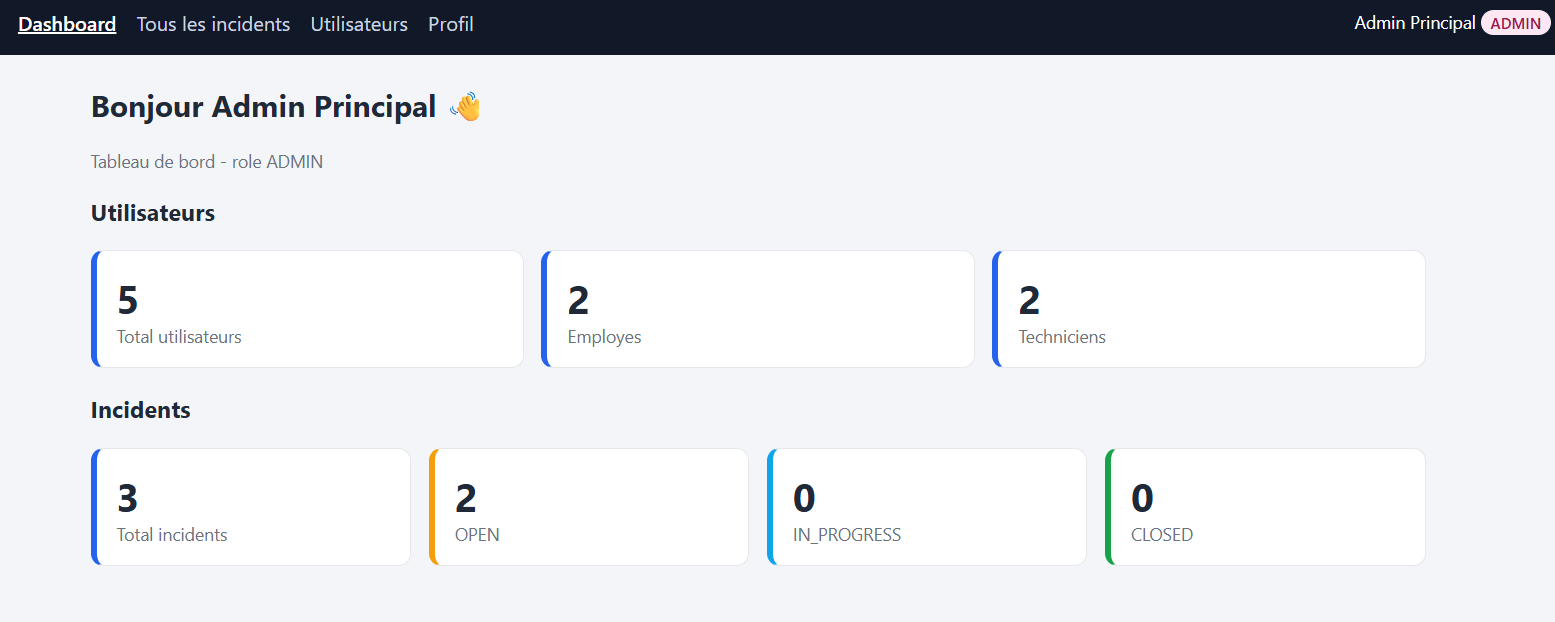 Dashboard Tous les incidents Utilisateurs Profil Admin Principal ADMIN
Bonjour Admin Principal 👋
Tableau de bord - role ADMIN
Utilisateurs
5 2 2
Total utilisateurs Employes Techniciens
Incidents
3 2 0 0
Total incidents OPEN IN_PROGRESS CLOSED